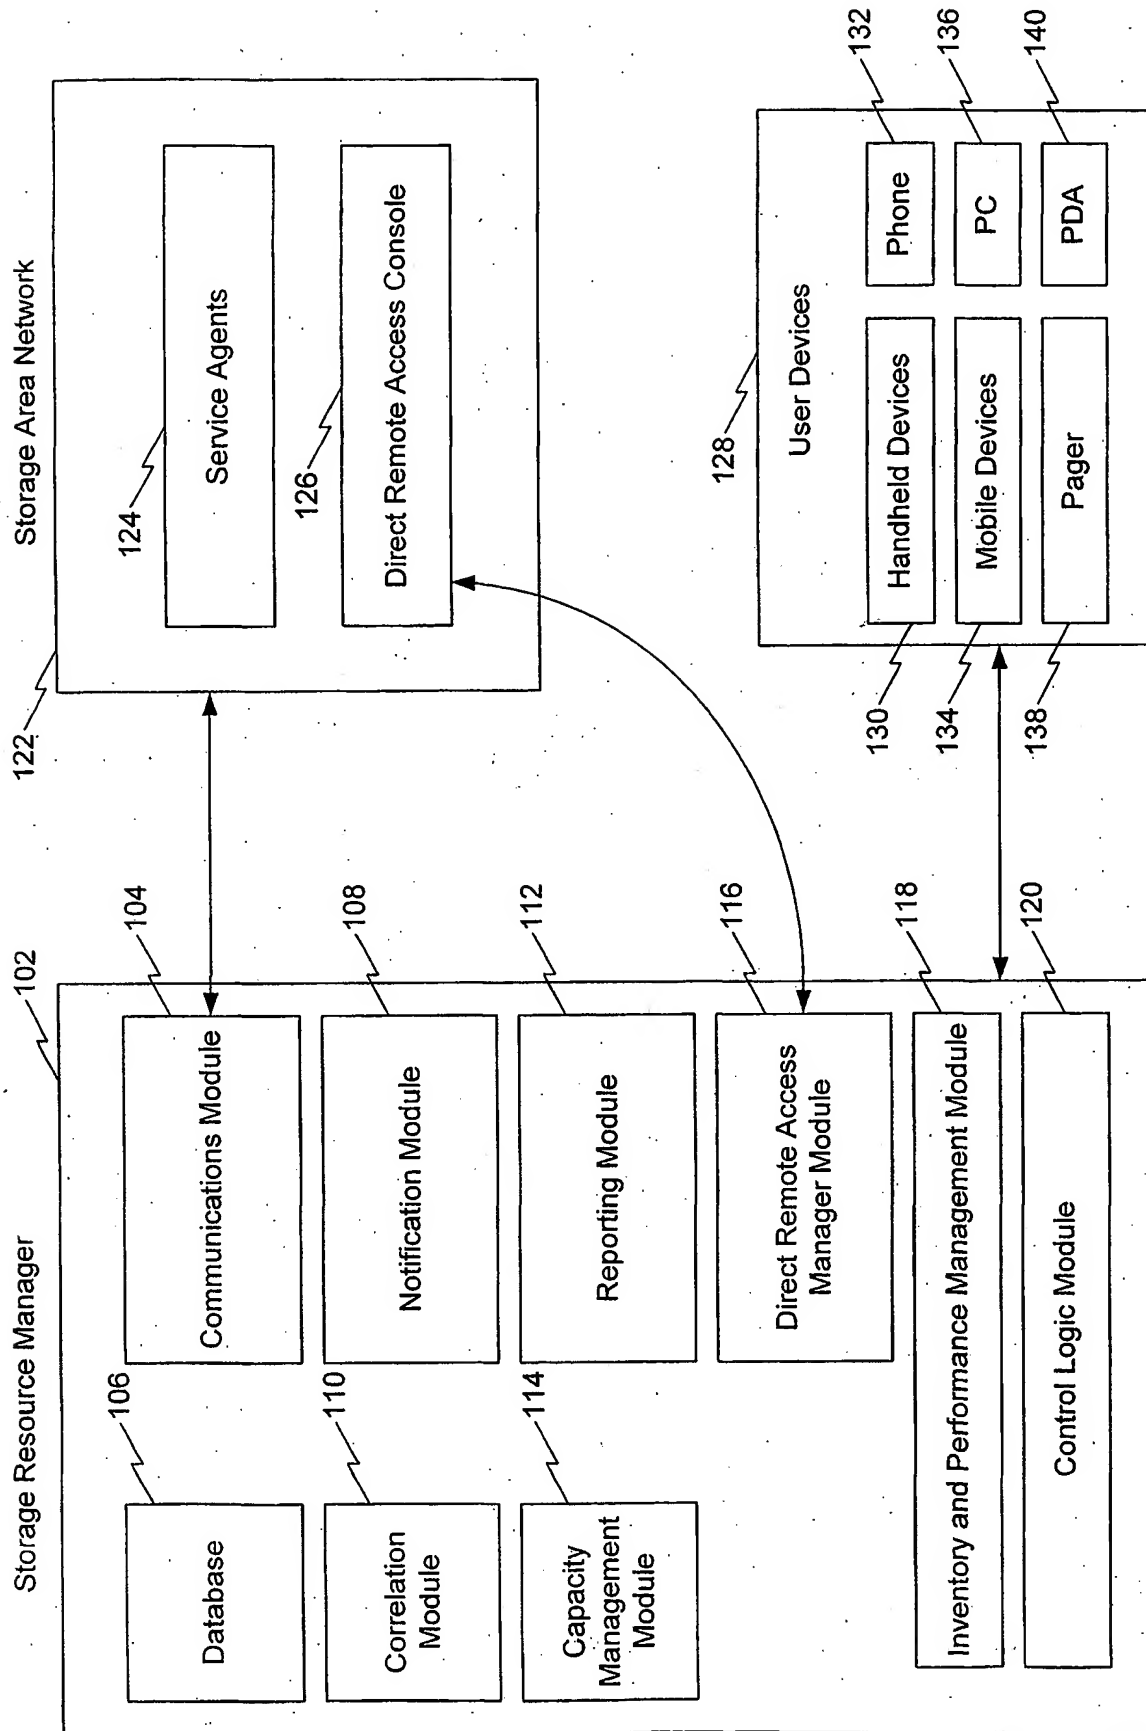 Storage Resource Manager
102
106
Database
104
Communications Module
110
Correlation
Module
108
Notification Module
114
Capacity
Management
Module
112
Reporting Module
116
Direct Remote Access
Manager Module
118
Inventory and Performance Management Module
120
Control Logic Module
Storage Area Network
122
124
Service Agents
126
Direct Remote Access Console
128
User Devices
130
Handheld Devices
132
Phone
134
Mobile Devices
136
PC
138
Pager
140
PDA